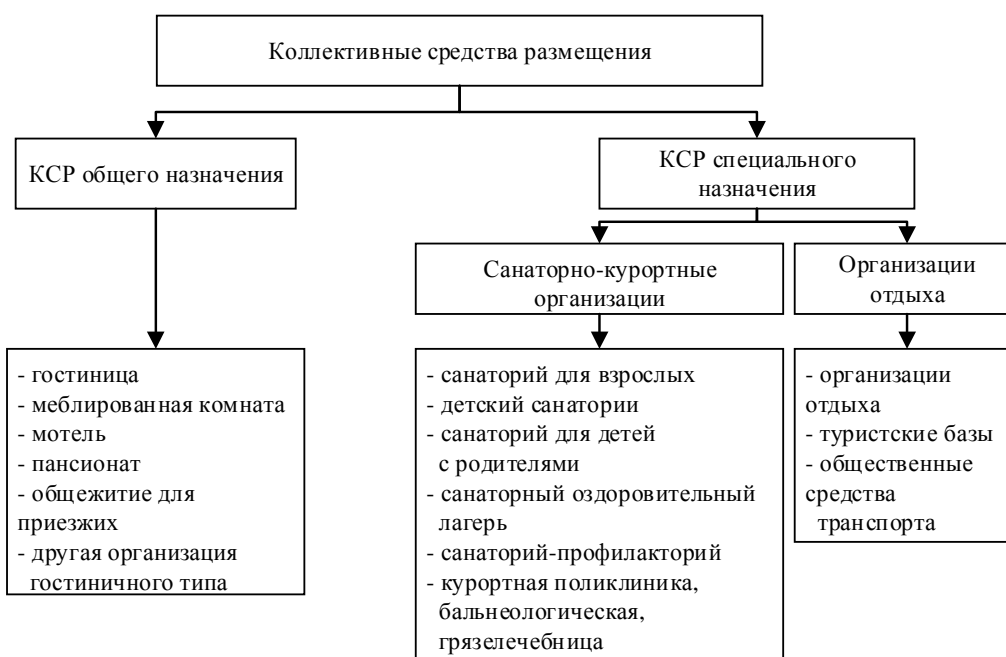 Коллективные средства размещения
КСР общего назначения
КСР специального
назначения
Санаторно-курортные
организации
Организации
отдыха
- гостиница
- меблированная комната
- мотель
- пансионат
- общежитие для
приезжих
- другая организация
гостиничного типа
- санаторий для взрослых
- детский санатории
- санаторий для детей
с родителями
- санаторный оздоровительный
лагерь
- санаторий-профилакторий
- курортная поликлиника,
бальнеологическая,
грязелечебница
- организации
отдыха
- туристские базы
- общественные
средства
транспорта